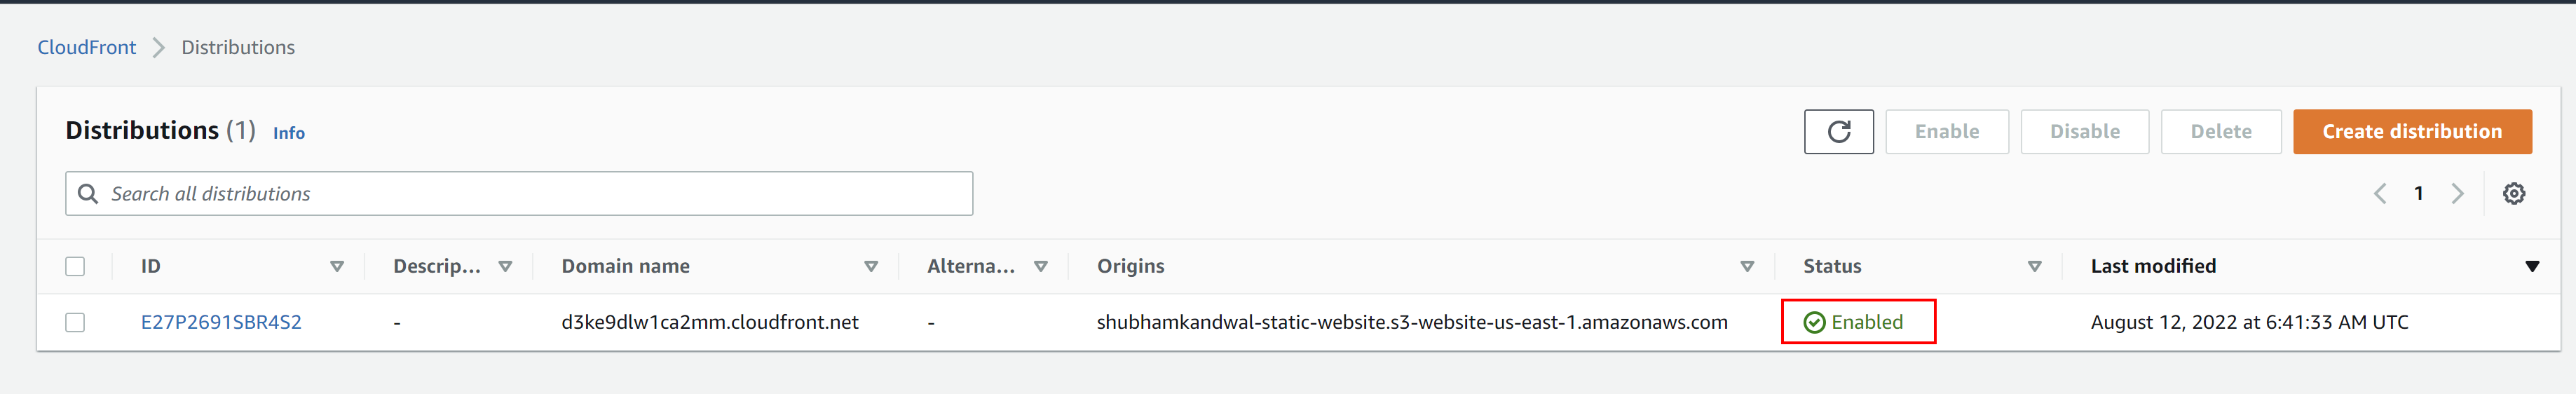 CloudFront Distributions
Distributions (1) Info
Enable Disable Delete Create distribution
Search all distributions
1
ID Descrip... Domain name Alterna... Origins Status Last modified
E27P2691SBR4S2 - d3ke9dlw1ca2mm.cloudfront.net - shubhamkandwal-static-website.s3-website-us-east-1.amazonaws.com Enabled August 12, 2022 at 6:41:33 AM UTC